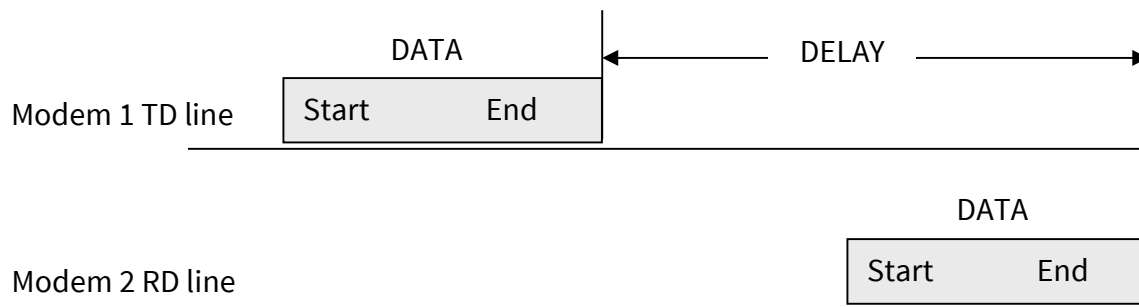 DATA
DELAY
Modem 1 TD line
Start End
DATA
Modem 2 RD line
Start End